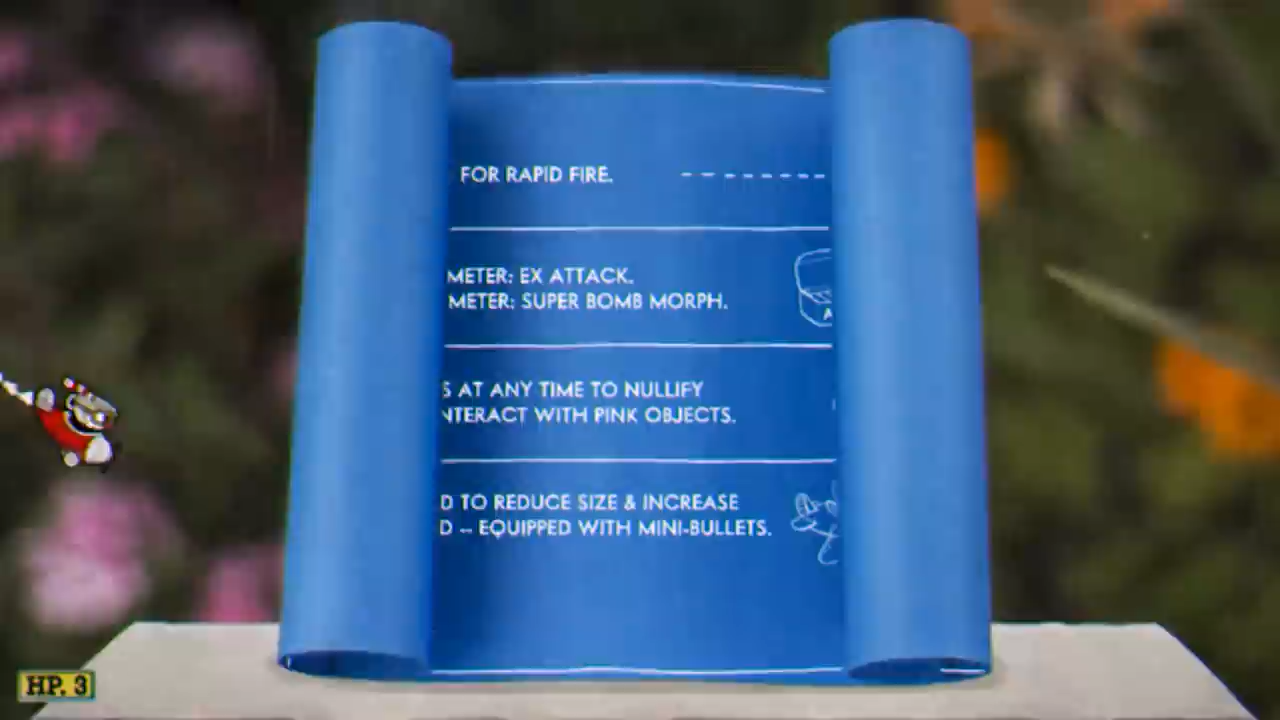 FOR RAPID FIRE.
METER: EX ATTACK.
METER: SUPER BOMB MORPH.
S AT ANY TIME TO NULLIFY
NTERACT WITH PINK OBJECTS.
D TO REDUCE SIZE & INCREASE
D – EQUIPPED WITH MINI-BULLETS.
HP. 3